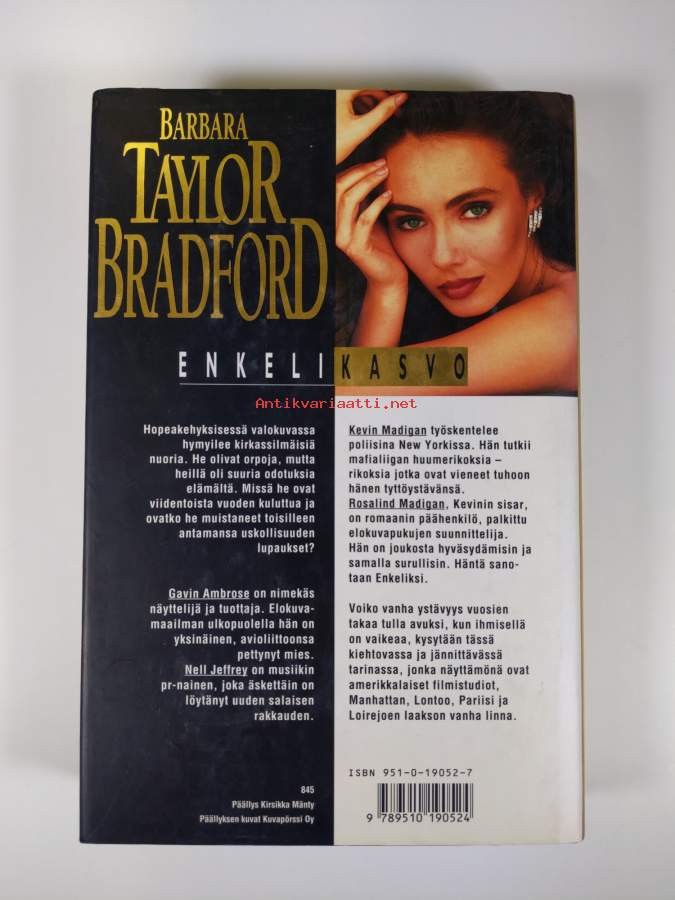 BARBARA
TAYLOR
BRADFORD
ENKELIKASVO
Antikvariaatti.net
Hopeakehyksisessä valokuvassa
hymyilee kirkassilmäisiä
nuoria. He olivat orpoja, mutta
heillä oli suuria odotuksia
elämältä. Missä he ovat
viidentoista vuoden kuluttua ja
ovatko he muistaneet toisilleen
antamansa uskollisuuden
lupaukset?
Gavin Ambrose on nimekäs
näyttelijä ja tuottaja. Elokuva-
maailman ulkopuolella hän on
yksinäinen, avioliittoonsa
pettynyt mies.
Nell Jeffrey on musiikin
pr-nainen, joka äskettäin on
löytänyt uuden salaisen
rakkauden.
Kevin Madigan työskentelee
poliisina New Yorkissa. Hän tutkii
mafialiigan huumerikoksia –
rikoksia jotka ovat vieneet tuhoon
hänen tyttöystävänsä.
Rosalind Madigan, Kevinin sisar,
on romaanin päähenkilö, palkittu
elokuvapukujen suunnittelija.
Hän on joukosta hyväsydämisin ja
samalla surullisin. Häntä sano-
taan Enkeliksi.
Voiko vanha ystävyys vuosien
takaa tulla avuksi, kun ihmisellä
on vaikeaa, kysytään tässä
kiehtovassa ja jännittävässä
tarinassa, jonka näyttämönä ovat
amerikkalaiset filmistudiot,
Manhattan, Lontoo, Pariisi ja
Loirejoen laakson vanha linna.
845
Päällys Kirsikka Mänty
Päällyksen kuvat Kuvapörssi Oy
ISBN 951-0-19052-7
9 789510 190524